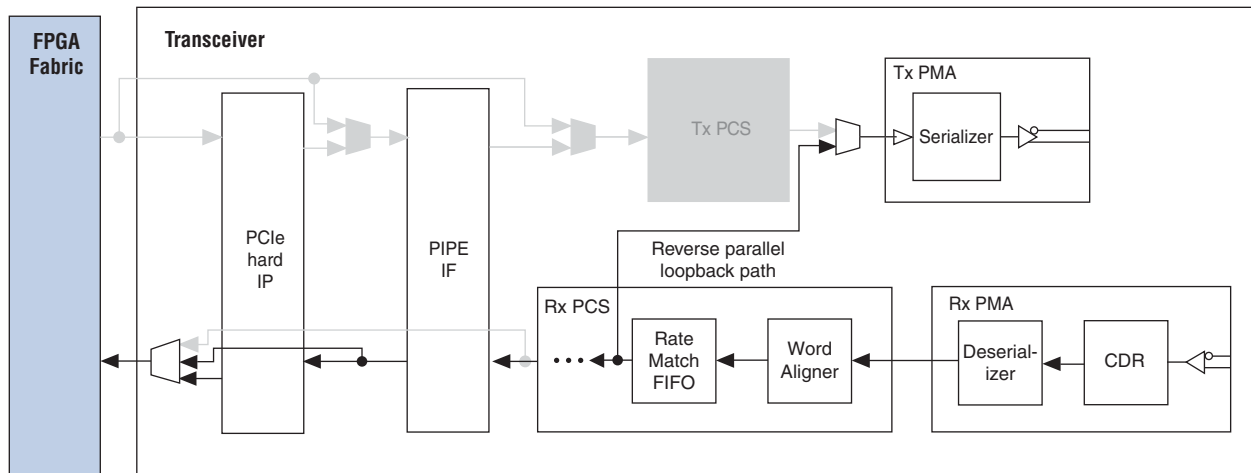 FPGA
Fabric
Transceiver
Tx PMA
Tx PCS
Serializer
PCIe
hard
IP
PIPE
IF
Reverse parallel
loopback path
Rx PCS
Rate
Match
FIFO
Word
Aligner
Rx PMA
Deserial-
izer
CDR